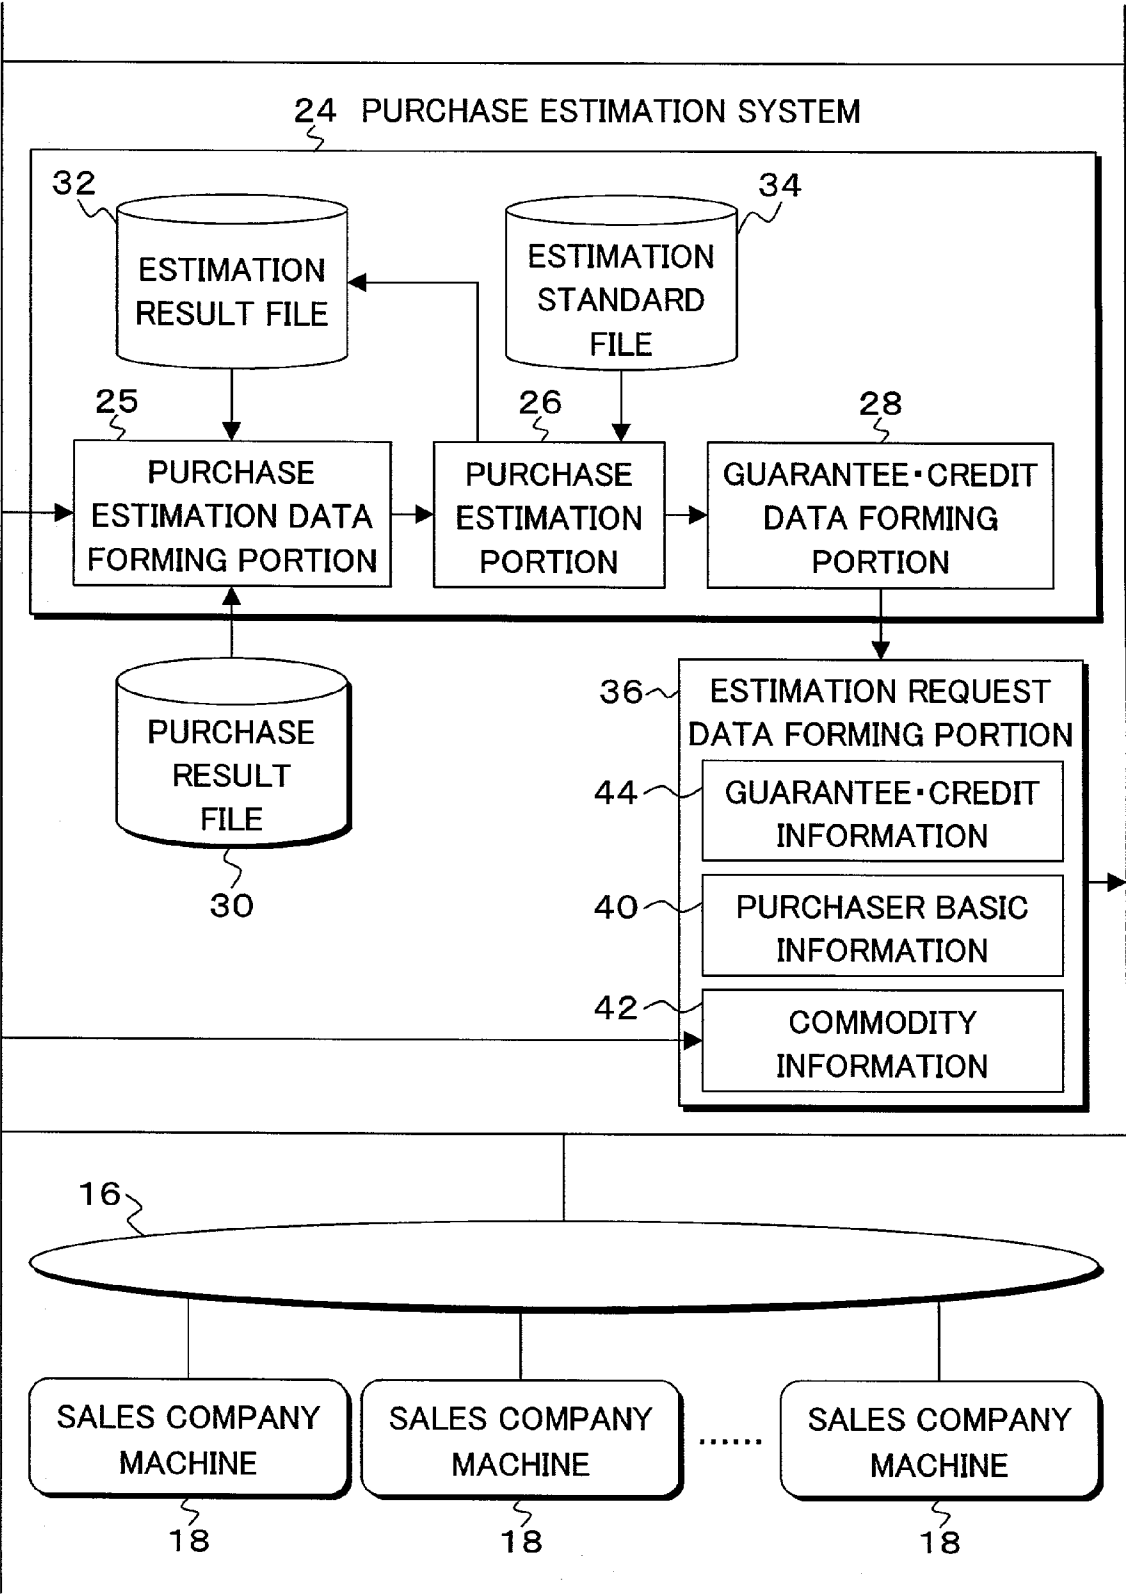 24 PURCHASE ESTIMATION SYSTEM
32
ESTIMATION
RESULT FILE
34
ESTIMATION
STANDARD
FILE
25
PURCHASE
ESTIMATION DATA
FORMING PORTION
26
PURCHASE
ESTIMATION
PORTION
28
GUARANTEE・CREDIT
DATA FORMING
PORTION
PURCHASE
RESULT
FILE
30
36
ESTIMATION REQUEST
DATA FORMING PORTION
44
GUARANTEE・CREDIT
INFORMATION
40
PURCHASER BASIC
INFORMATION
42
COMMODITY
INFORMATION
16
SALES COMPANY
MACHINE
18
SALES COMPANY
MACHINE
18
......
SALES COMPANY
MACHINE
18